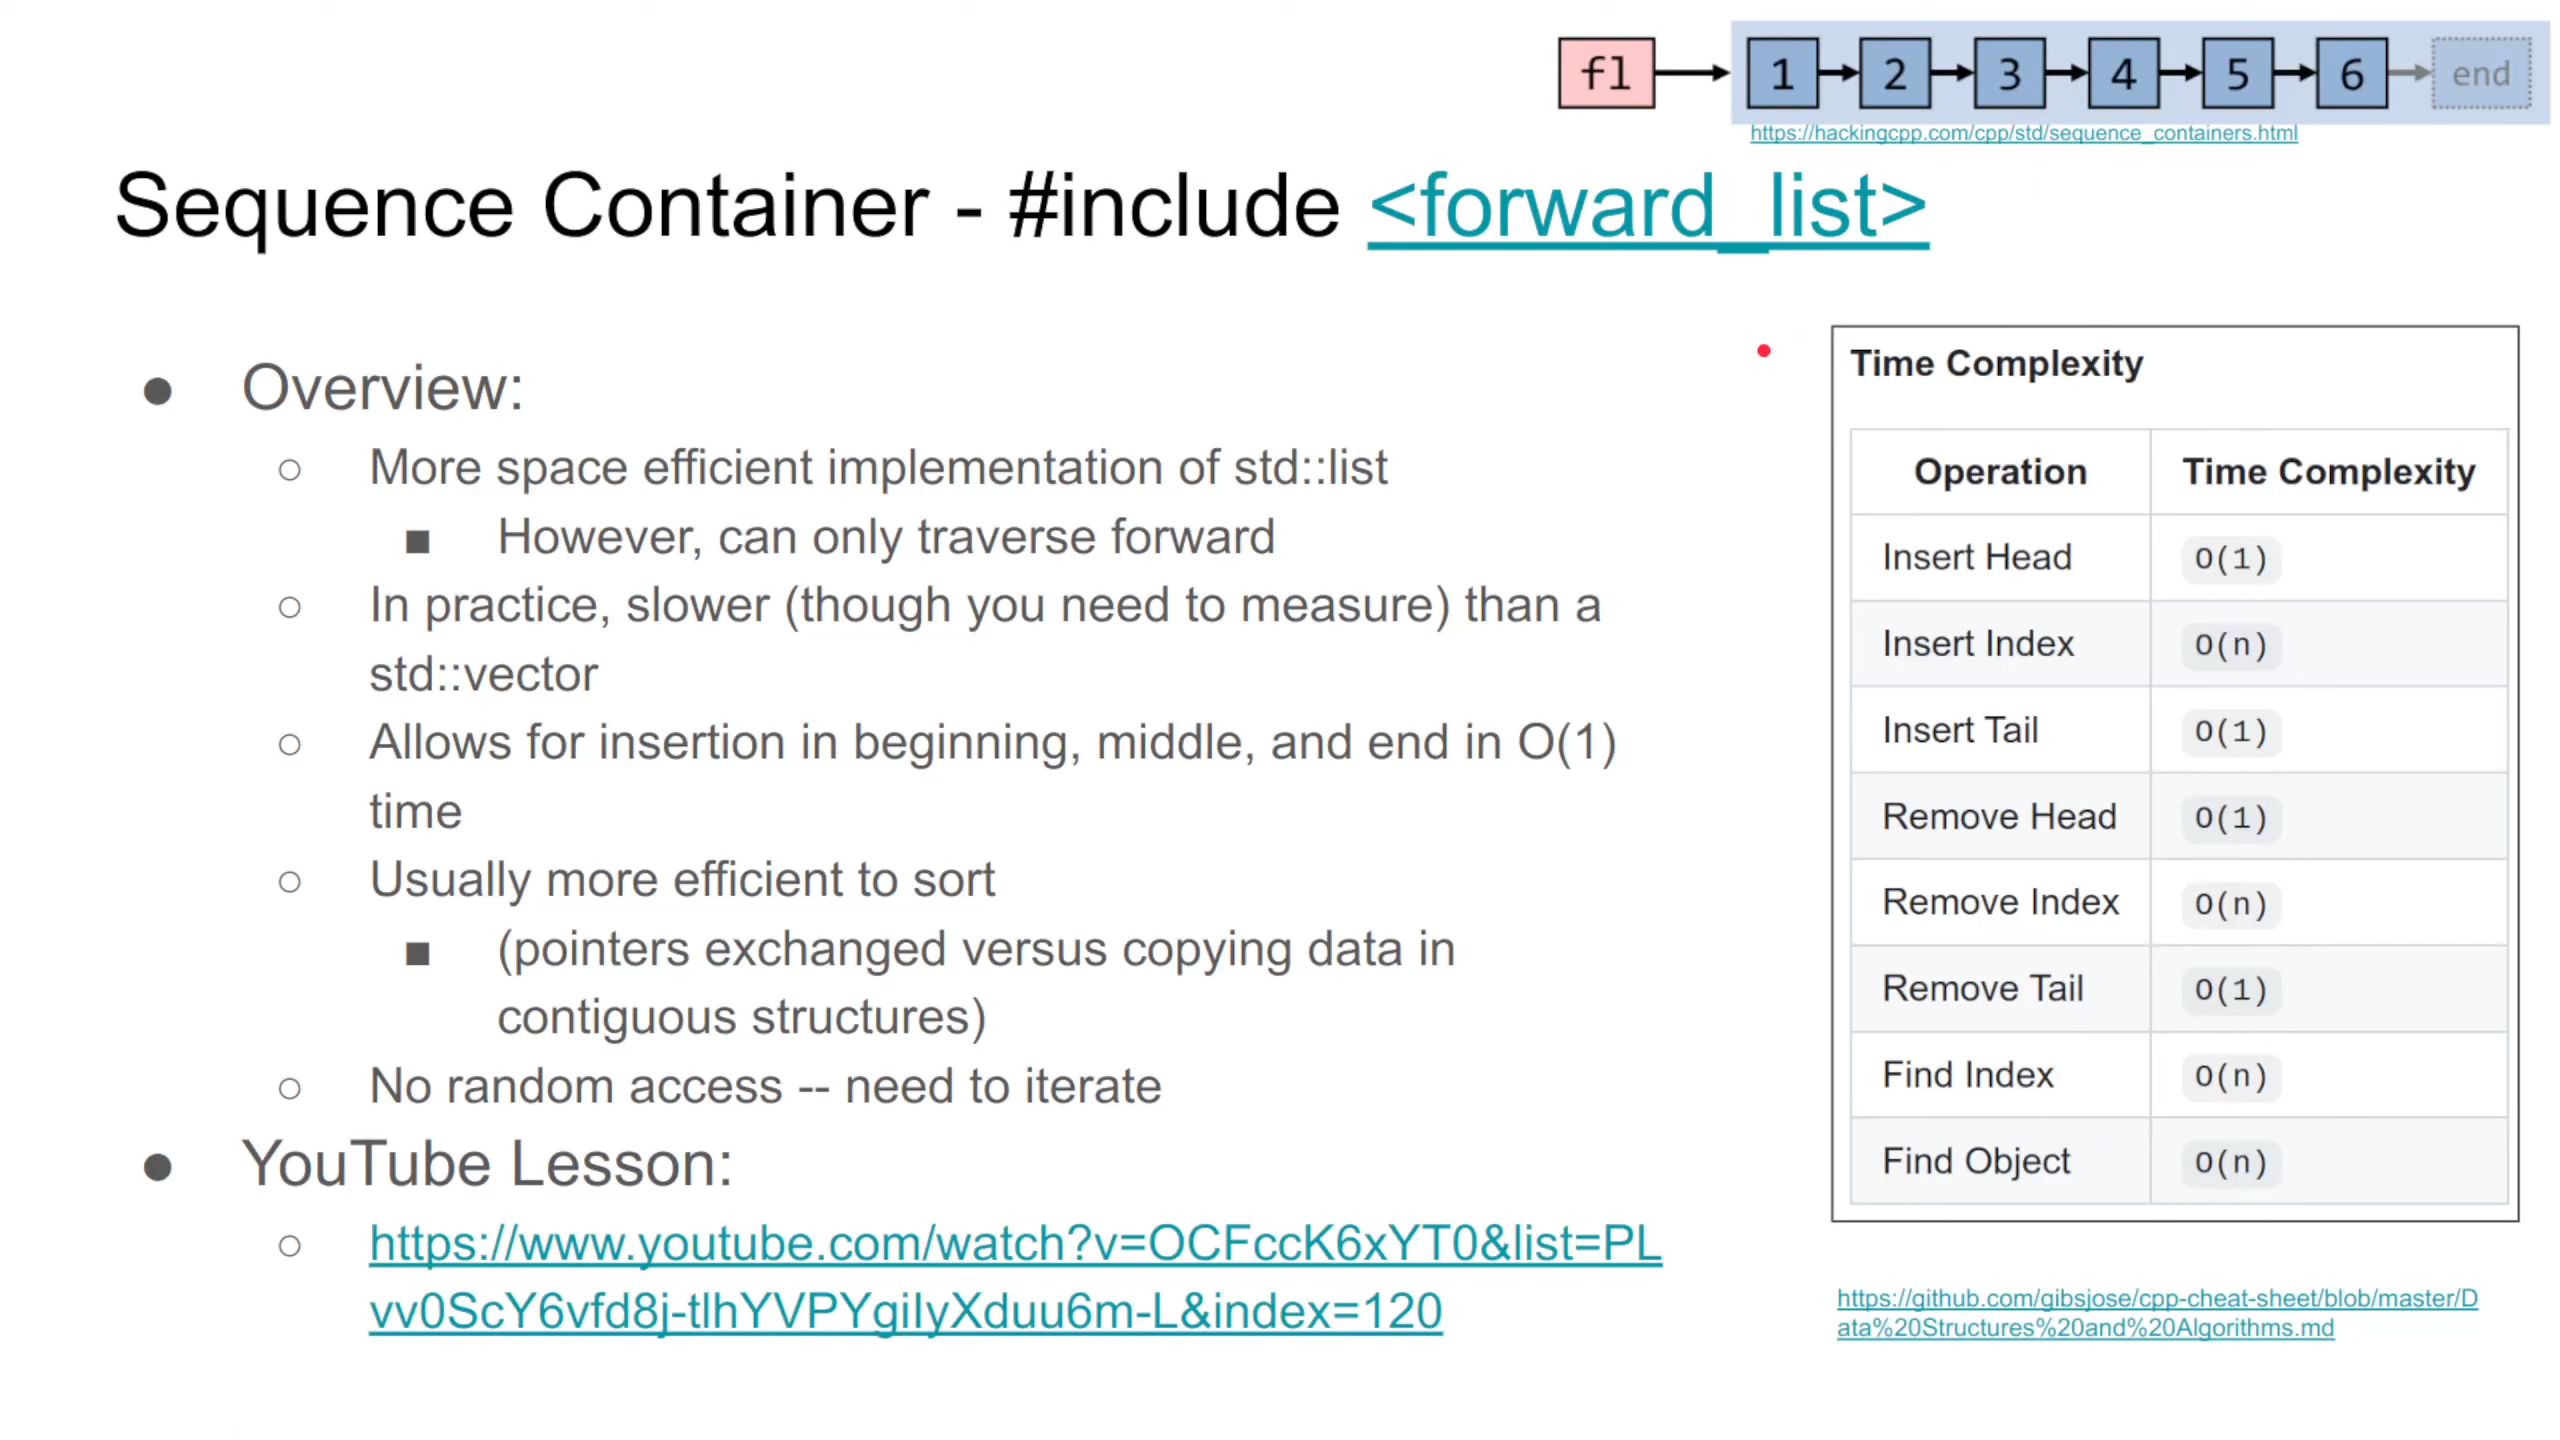 fl 1 2 3 4 5 6 end
https://hackingcpp.com/cpp/std/sequence_containers.html
Sequence Container - #include <forward_list>
● Overview:
○ More space efficient implementation of std::list
■ However, can only traverse forward
○ In practice, slower (though you need to measure) than a
std::vector
○ Allows for insertion in beginning, middle, and end in O(1)
time
○ Usually more efficient to sort
■ (pointers exchanged versus copying data in
contiguous structures)
○ No random access -- need to iterate
● YouTube Lesson:
○ https://www.youtube.com/watch?v=OCFccK6xYT0&list=PL
vv0ScY6vfd8j-tlhYVPYgiIyXduu6m-L&index=120
Time Complexity
Operation Time Complexity
Insert Head O(1)
Insert Index O(n)
Insert Tail O(1)
Remove Head O(1)
Remove Index O(n)
Remove Tail O(1)
Find Index O(n)
Find Object O(n)
https://github.com/gibsjose/cpp-cheat-sheet/blob/master/D
ata%20Structures%20and%20Algorithms.md